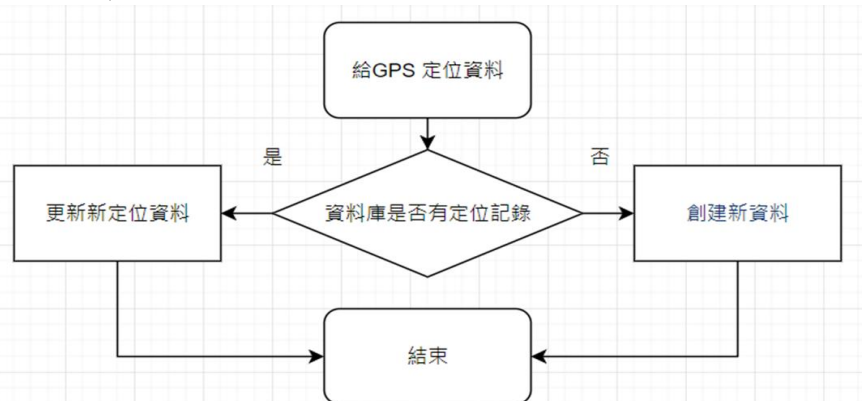 給GPS 定位資料
是
否
更新新定位資料
資料庫是否有定位記錄
創建新資料
結束